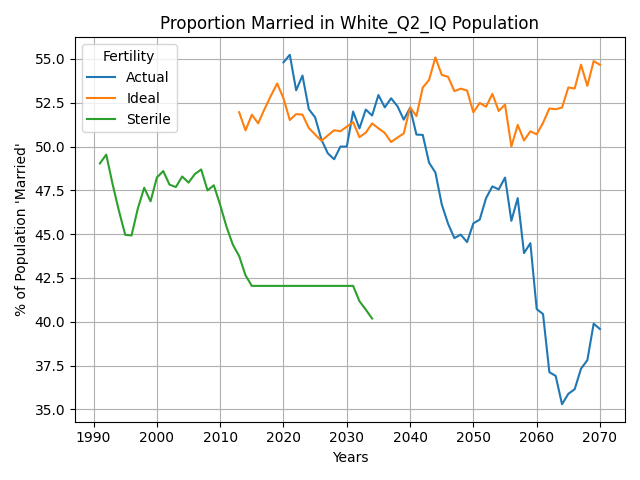 Proportion Married in White_Q2_IQ Population
% of Population 'Married'
55.0
52.5
50.0
47.5
45.0
42.5
40.0
37.5
35.0
Fertility
Actual
Ideal
Sterile
1990 2000 2010 2020 2030 2040 2050 2060 2070
Years